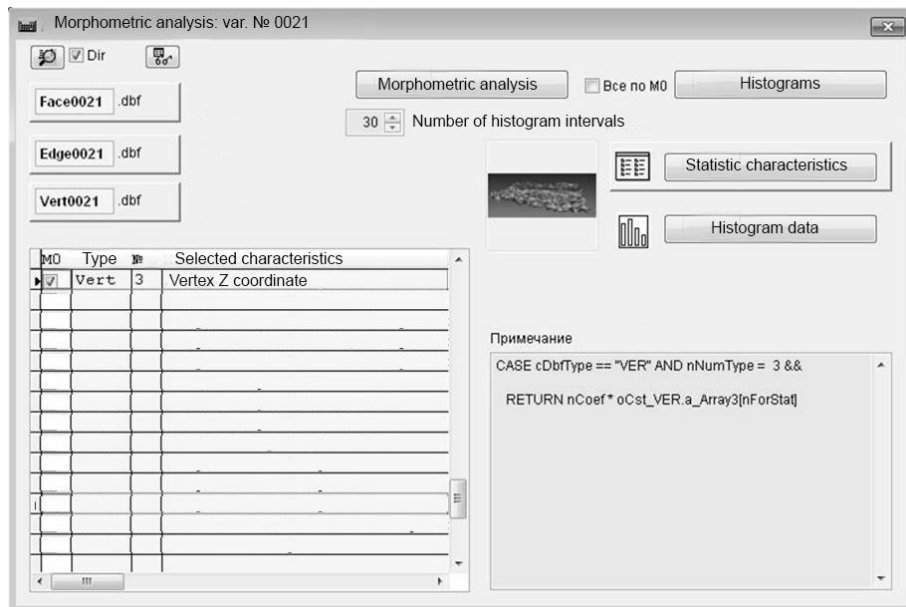 Morphometric analysis: var. № 0021
Dir
Morphometric analysis
Все по М0
Histograms
Face0021 .dbf
30 Number of histogram intervals
Edge0021 .dbf
Statistic characteristics
Vert0021 .dbf
Histogram data
М0 Type № Selected characteristics
Vert 3 Vertex Z coordinate
Примечание
CASE cDbfType == "VER" AND nNumType = 3 &&
RETURN nCoef * oCst_VER.a_Array3[nForStat]